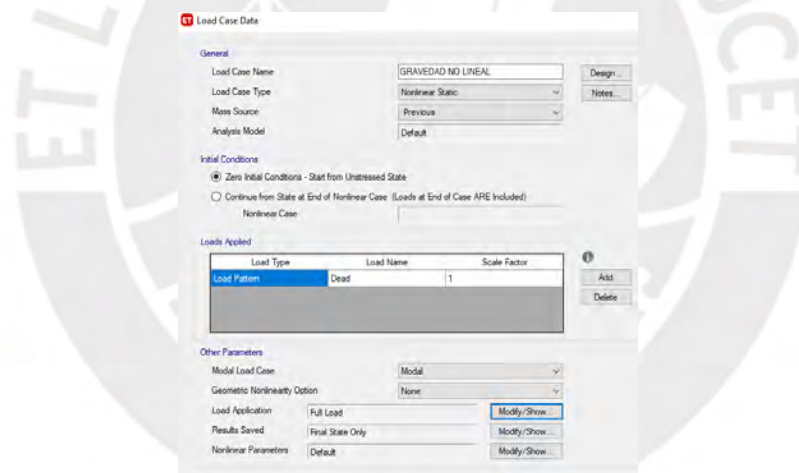 ET Load Case Data
General
Load Case Name GRAVEDAD NO LINEAL Design...
Load Case Type Nonlinear Static Notes...
Mass Source Previous
Analysis Model Default
Initial Conditions
Zero Initial Conditions - Start from Unstressed State
Continue from State at End of Nonlinear Case (Loads at End of Case ARE Included)
Nonlinear Case
Loads Applied
Load Type Load Name Scale Factor
Load Pattern Dead 1 Add
Delete
Other Parameters
Modal Load Case Modal
Geometric Nonlinearity Option None
Load Application Full Load Modify/Show...
Results Saved Final State Only Modify/Show...
Nonlinear Parameters Default Modify/Show...
ET L
UCET